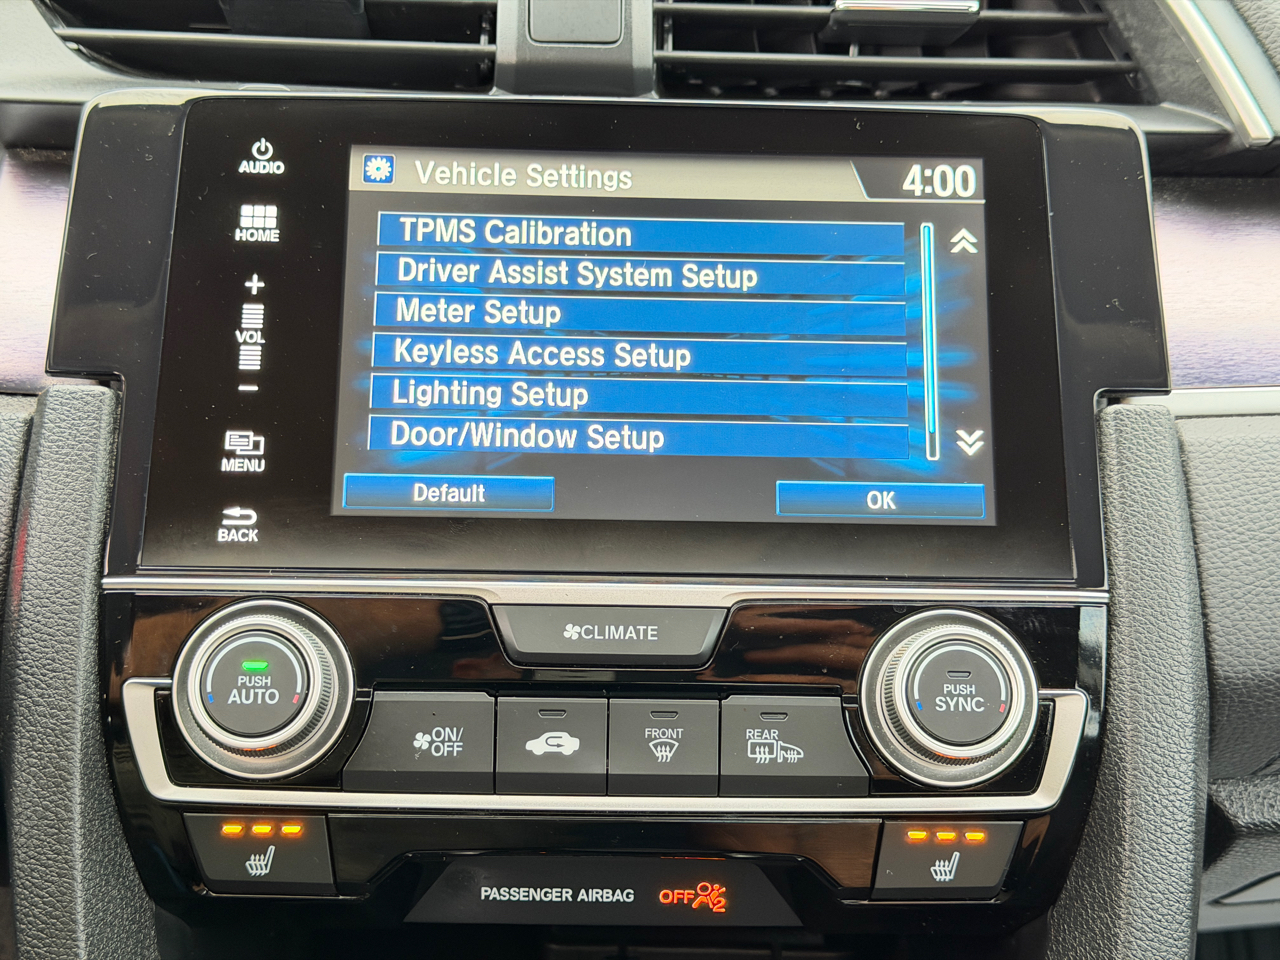 AUDIO
HOME
+
VOL
−
MENU
BACK
Vehicle Settings
4:00
TPMS Calibration
Driver Assist System Setup
Meter Setup
Keyless Access Setup
Lighting Setup
Door/Window Setup
Default
OK
CLIMATE
PUSH
AUTO
ON/
OFF
FRONT
REAR
PUSH
SYNC
PASSENGER AIRBAG
OFF
2